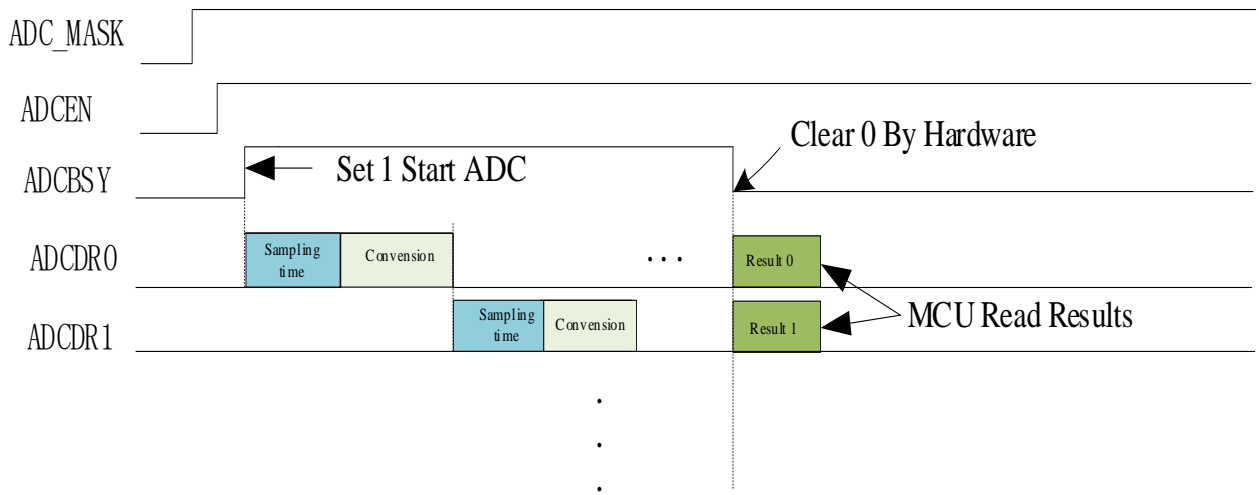 ADC_MASK
ADCEN
Clear 0 By Hardware
ADCBSY
Set 1 Start ADC
ADCDR0
Sampling
time
Convension
...
Result 0
MCU Read Results
ADCDR1
Sampling
time
Convension
Result 1
.
.
.